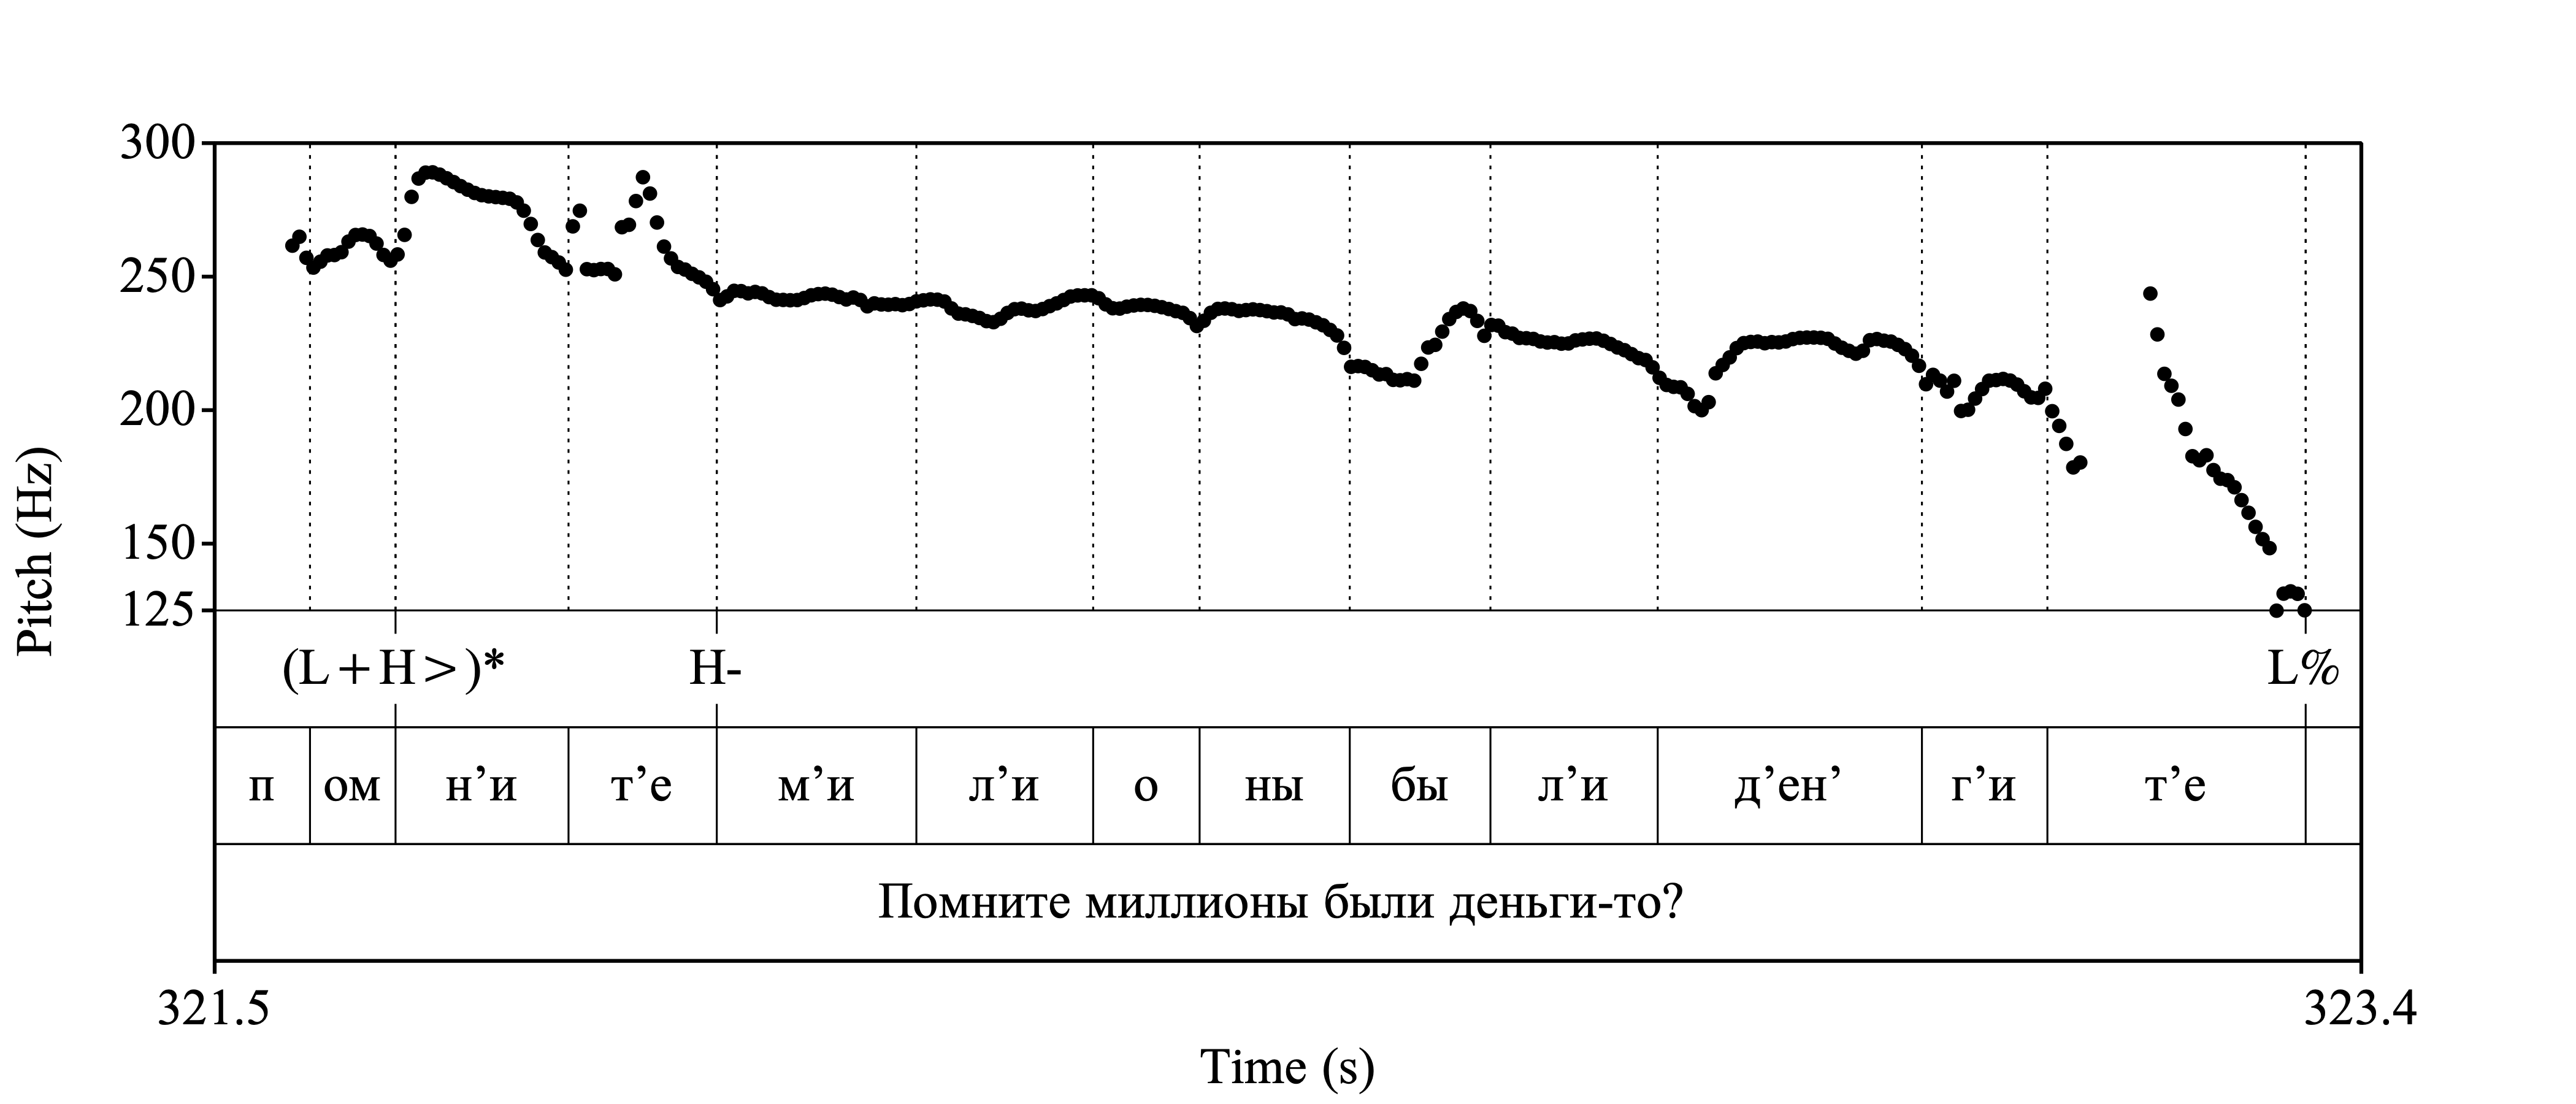 300
250
200
150
125
Pitch (Hz)
(L+H>)* H- L%
п ом н’и т’е м’и л’и о ны бы л’и д’ен’ г’и т’е
Помните миллионы были деньги-то?
321.5 323.4
Time (s)